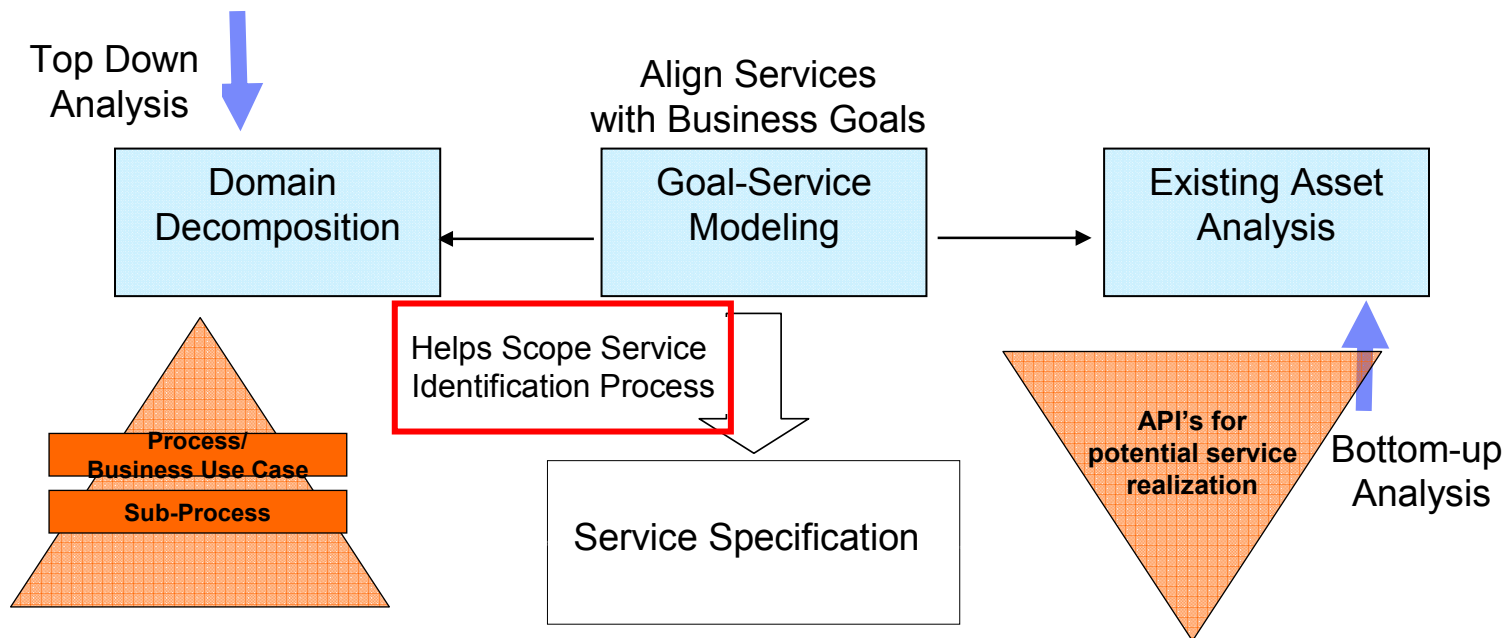 Top Down
Analysis
Align Services
with Business Goals
Domain
Decomposition
Goal-Service
Modeling
Existing Asset
Analysis
Helps Scope Service
Identification Process
Process/
Business Use Case
Sub-Process
Service Specification
API's for
potential service
realization
Bottom-up
Analysis